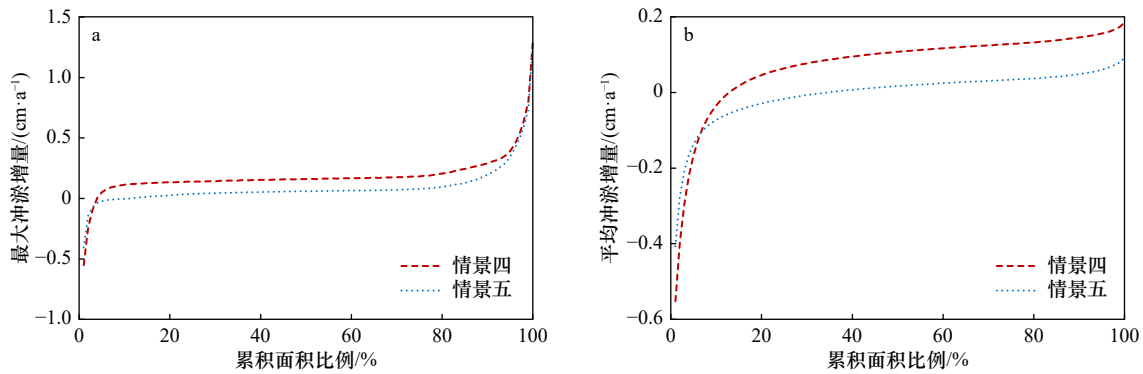 a
最大冲淤增量/(cm·a⁻¹)
1.5
1.0
0.5
0
−0.5
−1.0
情景四
情景五
0 20 40 60 80 100
累积面积比例/%
b
平均冲淤增量/(cm·a⁻¹)
0.2
0
−0.2
−0.4
−0.6
情景四
情景五
0 20 40 60 80 100
累积面积比例/%